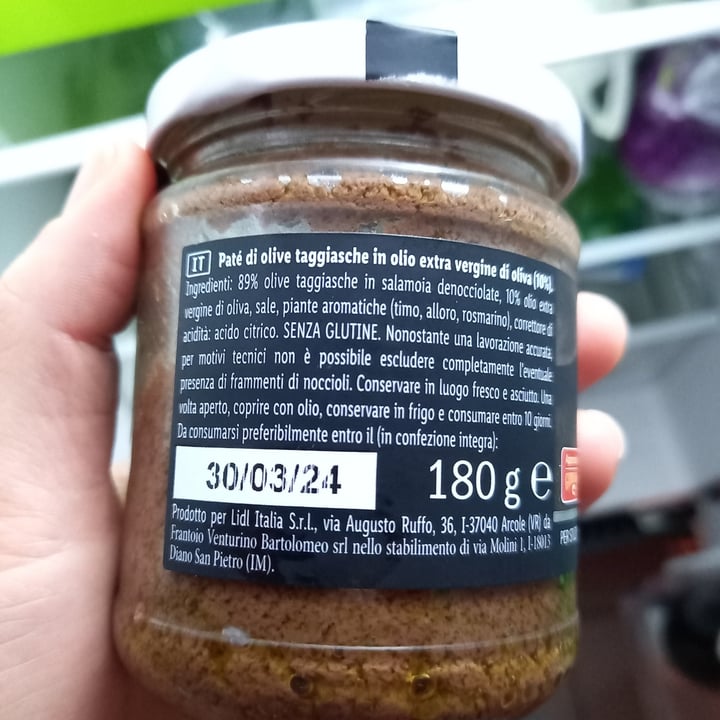 IT Paté di olive taggiasche in olio extra vergine di oliva (10%).
Ingredienti: 89% olive taggiasche in salamoia denocciolate, 10% olio extra
vergine di oliva, sale, piante aromatiche (timo, alloro, rosmarino), correttore di
acidità: acido citrico. SENZA GLUTINE. Nonostante una lavorazione accurata,
per motivi tecnici non è possibile escludere completamente l'eventuale
presenza di frammenti di noccioli. Conservare in luogo fresco e asciutto. Una
volta aperto, coprire con olio, conservare in frigo e consumare entro 10 giorni.
Da consumarsi preferibilmente entro il (in confezione integra):
30/03/24 180 g e
Prodotto per Lidl Italia S.r.l., via Augusto Ruffo, 36, I-37040 Arcole (VR) da
Frantoio Venturino Bartolomeo srl nello stabilimento di via Molini 1, I-18013
Diano San Pietro (IM).